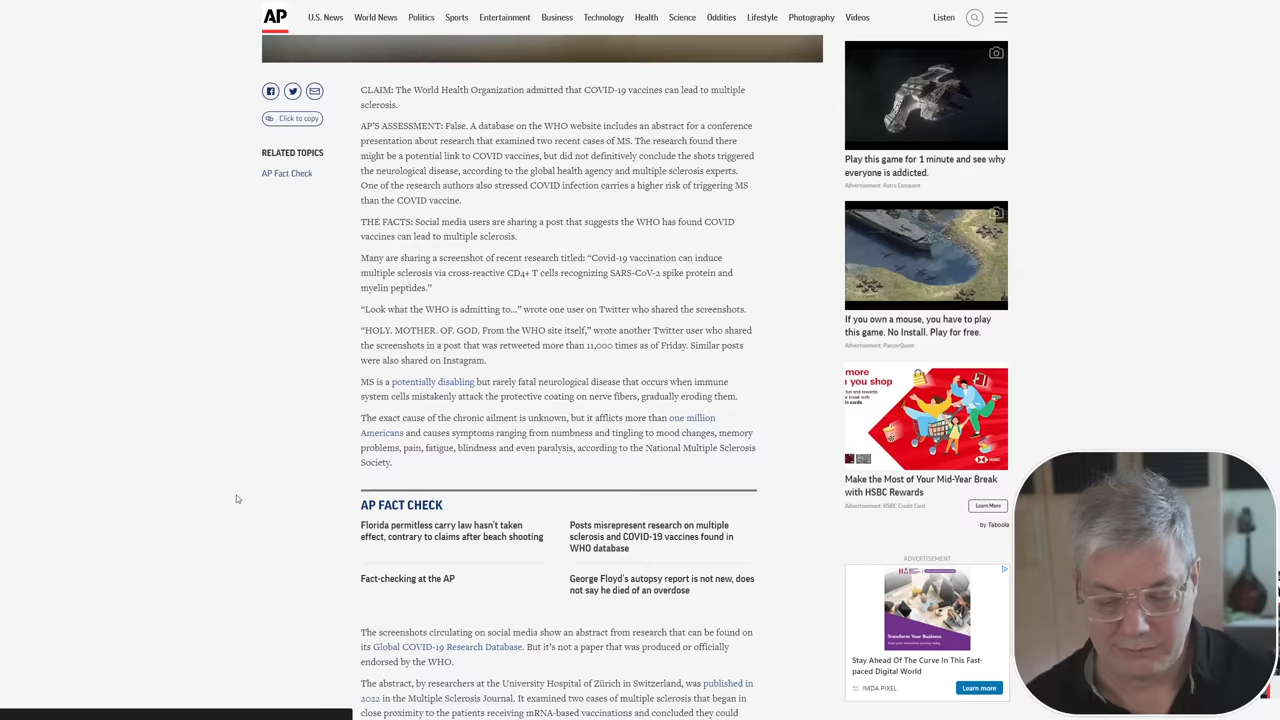 AP
U.S. News
World News
Politics
Sports
Entertainment
Business
Technology
Health
Science
Oddities
Lifestyle
Photography
Videos
Listen
Click to copy
RELATED TOPICS
AP Fact Check
CLAIM: The World Health Organization admitted that COVID-19 vaccines can lead to multiple
sclerosis.
AP'S ASSESSMENT: False. A database on the WHO website includes an abstract for a conference
presentation about research that examined two recent cases of MS. The research found there
might be a potential link to COVID vaccines, but did not definitively conclude the shots triggered
the neurological disease, according to the global health agency and multiple sclerosis experts.
One of the research authors also stressed COVID infection carries a higher risk of triggering MS
than the COVID vaccine.
THE FACTS: Social media users are sharing a post that suggests the WHO has found COVID
vaccines can lead to multiple sclerosis.
Many are sharing a screenshot of recent research titled: “Covid-19 vaccination can induce
multiple sclerosis via cross-reactive CD4+ T cells recognizing SARS-CoV-2 spike protein and
myelin peptides.”
“Look what the WHO is admitting to...” wrote one user on Twitter who shared the screenshots.
“HOLY. MOTHER. OF. GOD. From the WHO site itself,” wrote another Twitter user who shared
the screenshots in a post that was retweeted more than 11,000 times as of Friday. Similar posts
were also shared on Instagram.
MS is a potentially disabling but rarely fatal neurological disease that occurs when immune
system cells mistakenly attack the protective coating on nerve fibers, gradually eroding them.
The exact cause of the chronic ailment is unknown, but it afflicts more than one million
Americans and causes symptoms ranging from numbness and tingling to mood changes, memory
problems, pain, fatigue, blindness and even paralysis, according to the National Multiple Sclerosis
Society.
AP FACT CHECK
Florida permitless carry law hasn't taken
effect, contrary to claims after beach shooting
Posts misrepresent research on multiple
sclerosis and COVID-19 vaccines found in
WHO database
Fact-checking at the AP
George Floyd's autopsy report is not new, does
not say he died of an overdose
The screenshots circulating on social media show an abstract from research that can be found on
its Global COVID-19 Research Database. But it's not a paper that was produced or officially
endorsed by the WHO.
The abstract, by researchers at the University Hospital of Zürich in Switzerland, was published in
2022 in the Multiple Sclerosis Journal. It examined two cases of multiple sclerosis that began in
close proximity to the patients receiving mRNA-based vaccinations and concluded they could
Play this game for 1 minute and see why
everyone is addicted.
Advertisement: Astro Conquest
If you own a mouse, you have to play
this game. No Install. Play for free.
Advertisement: PanzerQuest
more
you shop
HSBC
Make the Most of Your Mid-Year Break
with HSBC Rewards
Advertisement: HSBC Credit Card
Learn More
by Taboola
ADVERTISEMENT
Transform Your Business
Stay Ahead Of The Curve In This Fast-
paced Digital World
IMDA PIXEL
Learn more